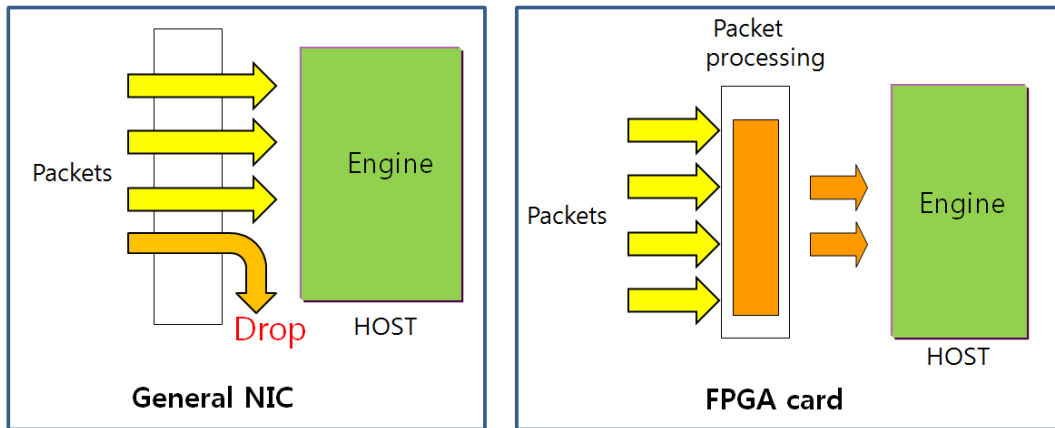 Packets
Engine
Drop
HOST
General NIC
Packet
processing
Packets
Engine
HOST
FPGA card